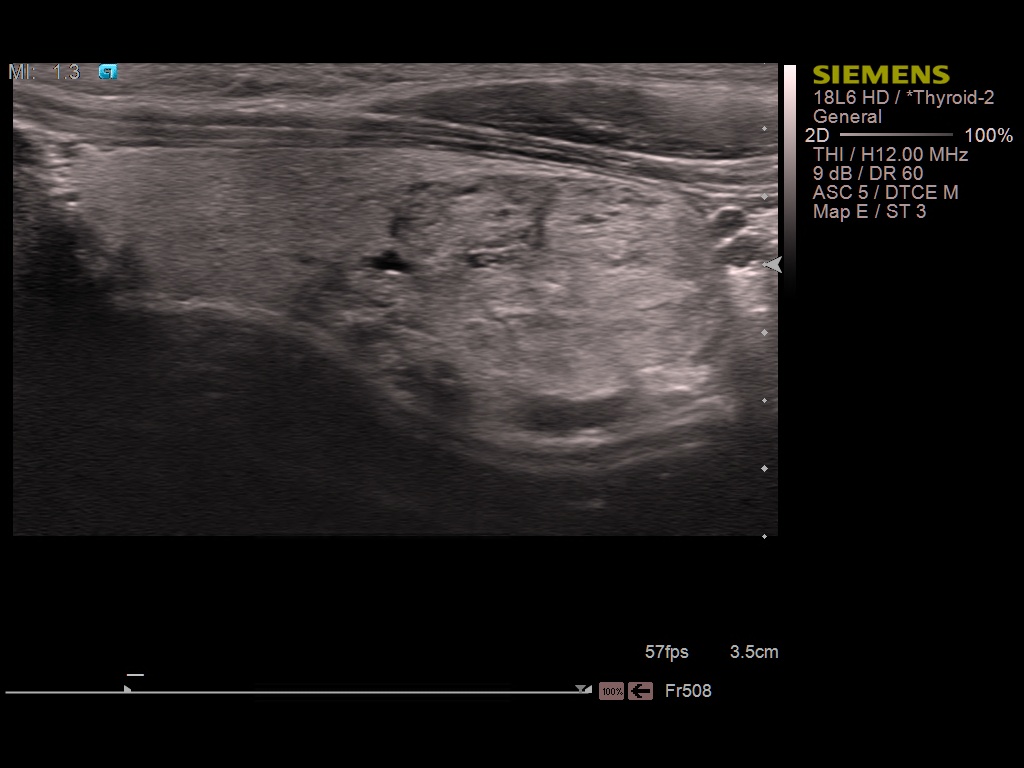 MI: 1.3
SIEMENS
18L6 HD / *Thyroid-2
General
2D 100%
THI / H12.00 MHz
9 dB / DR 60
ASC 5 / DTCE M
Map E / ST 3
57fps 3.5cm
100% Fr508